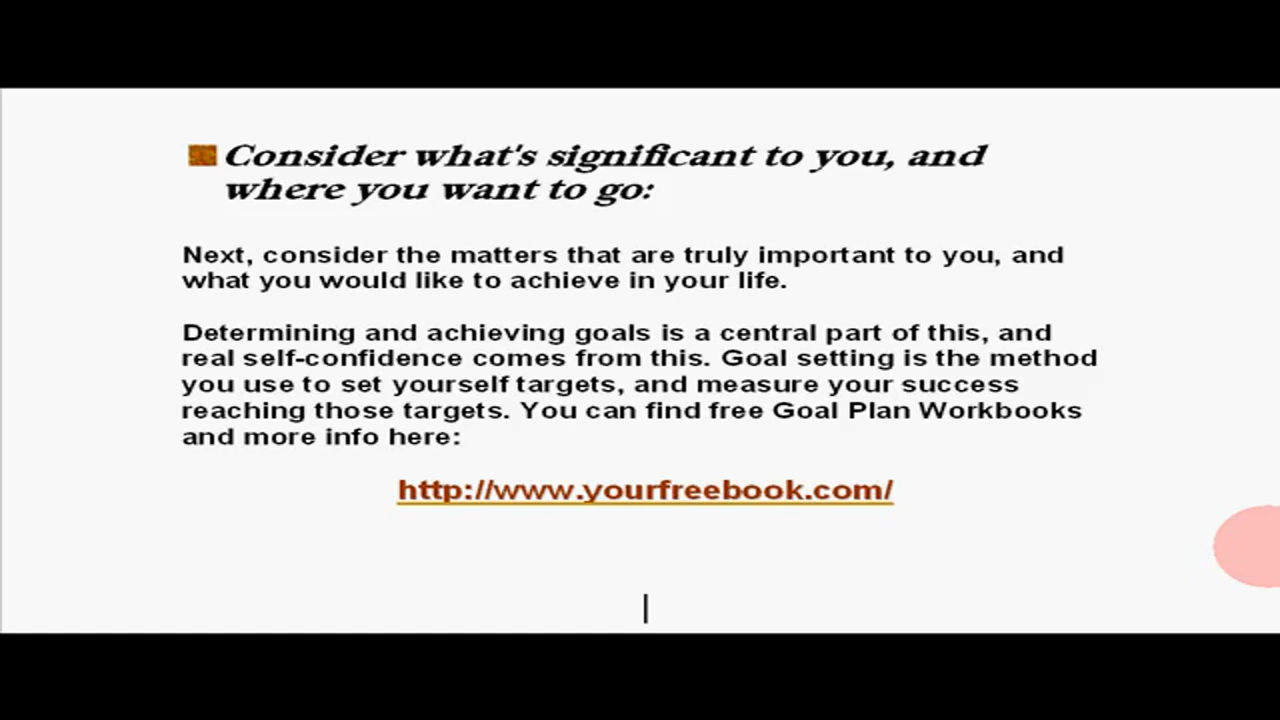 Consider what's significant to you, and
where you want to go:
Next, consider the matters that are truly important to you, and
what you would like to achieve in your life.
Determining and achieving goals is a central part of this, and
real self-confidence comes from this. Goal setting is the method
you use to set yourself targets, and measure your success
reaching those targets. You can find free Goal Plan Workbooks
and more info here:
http://www.yourfreebook.com/